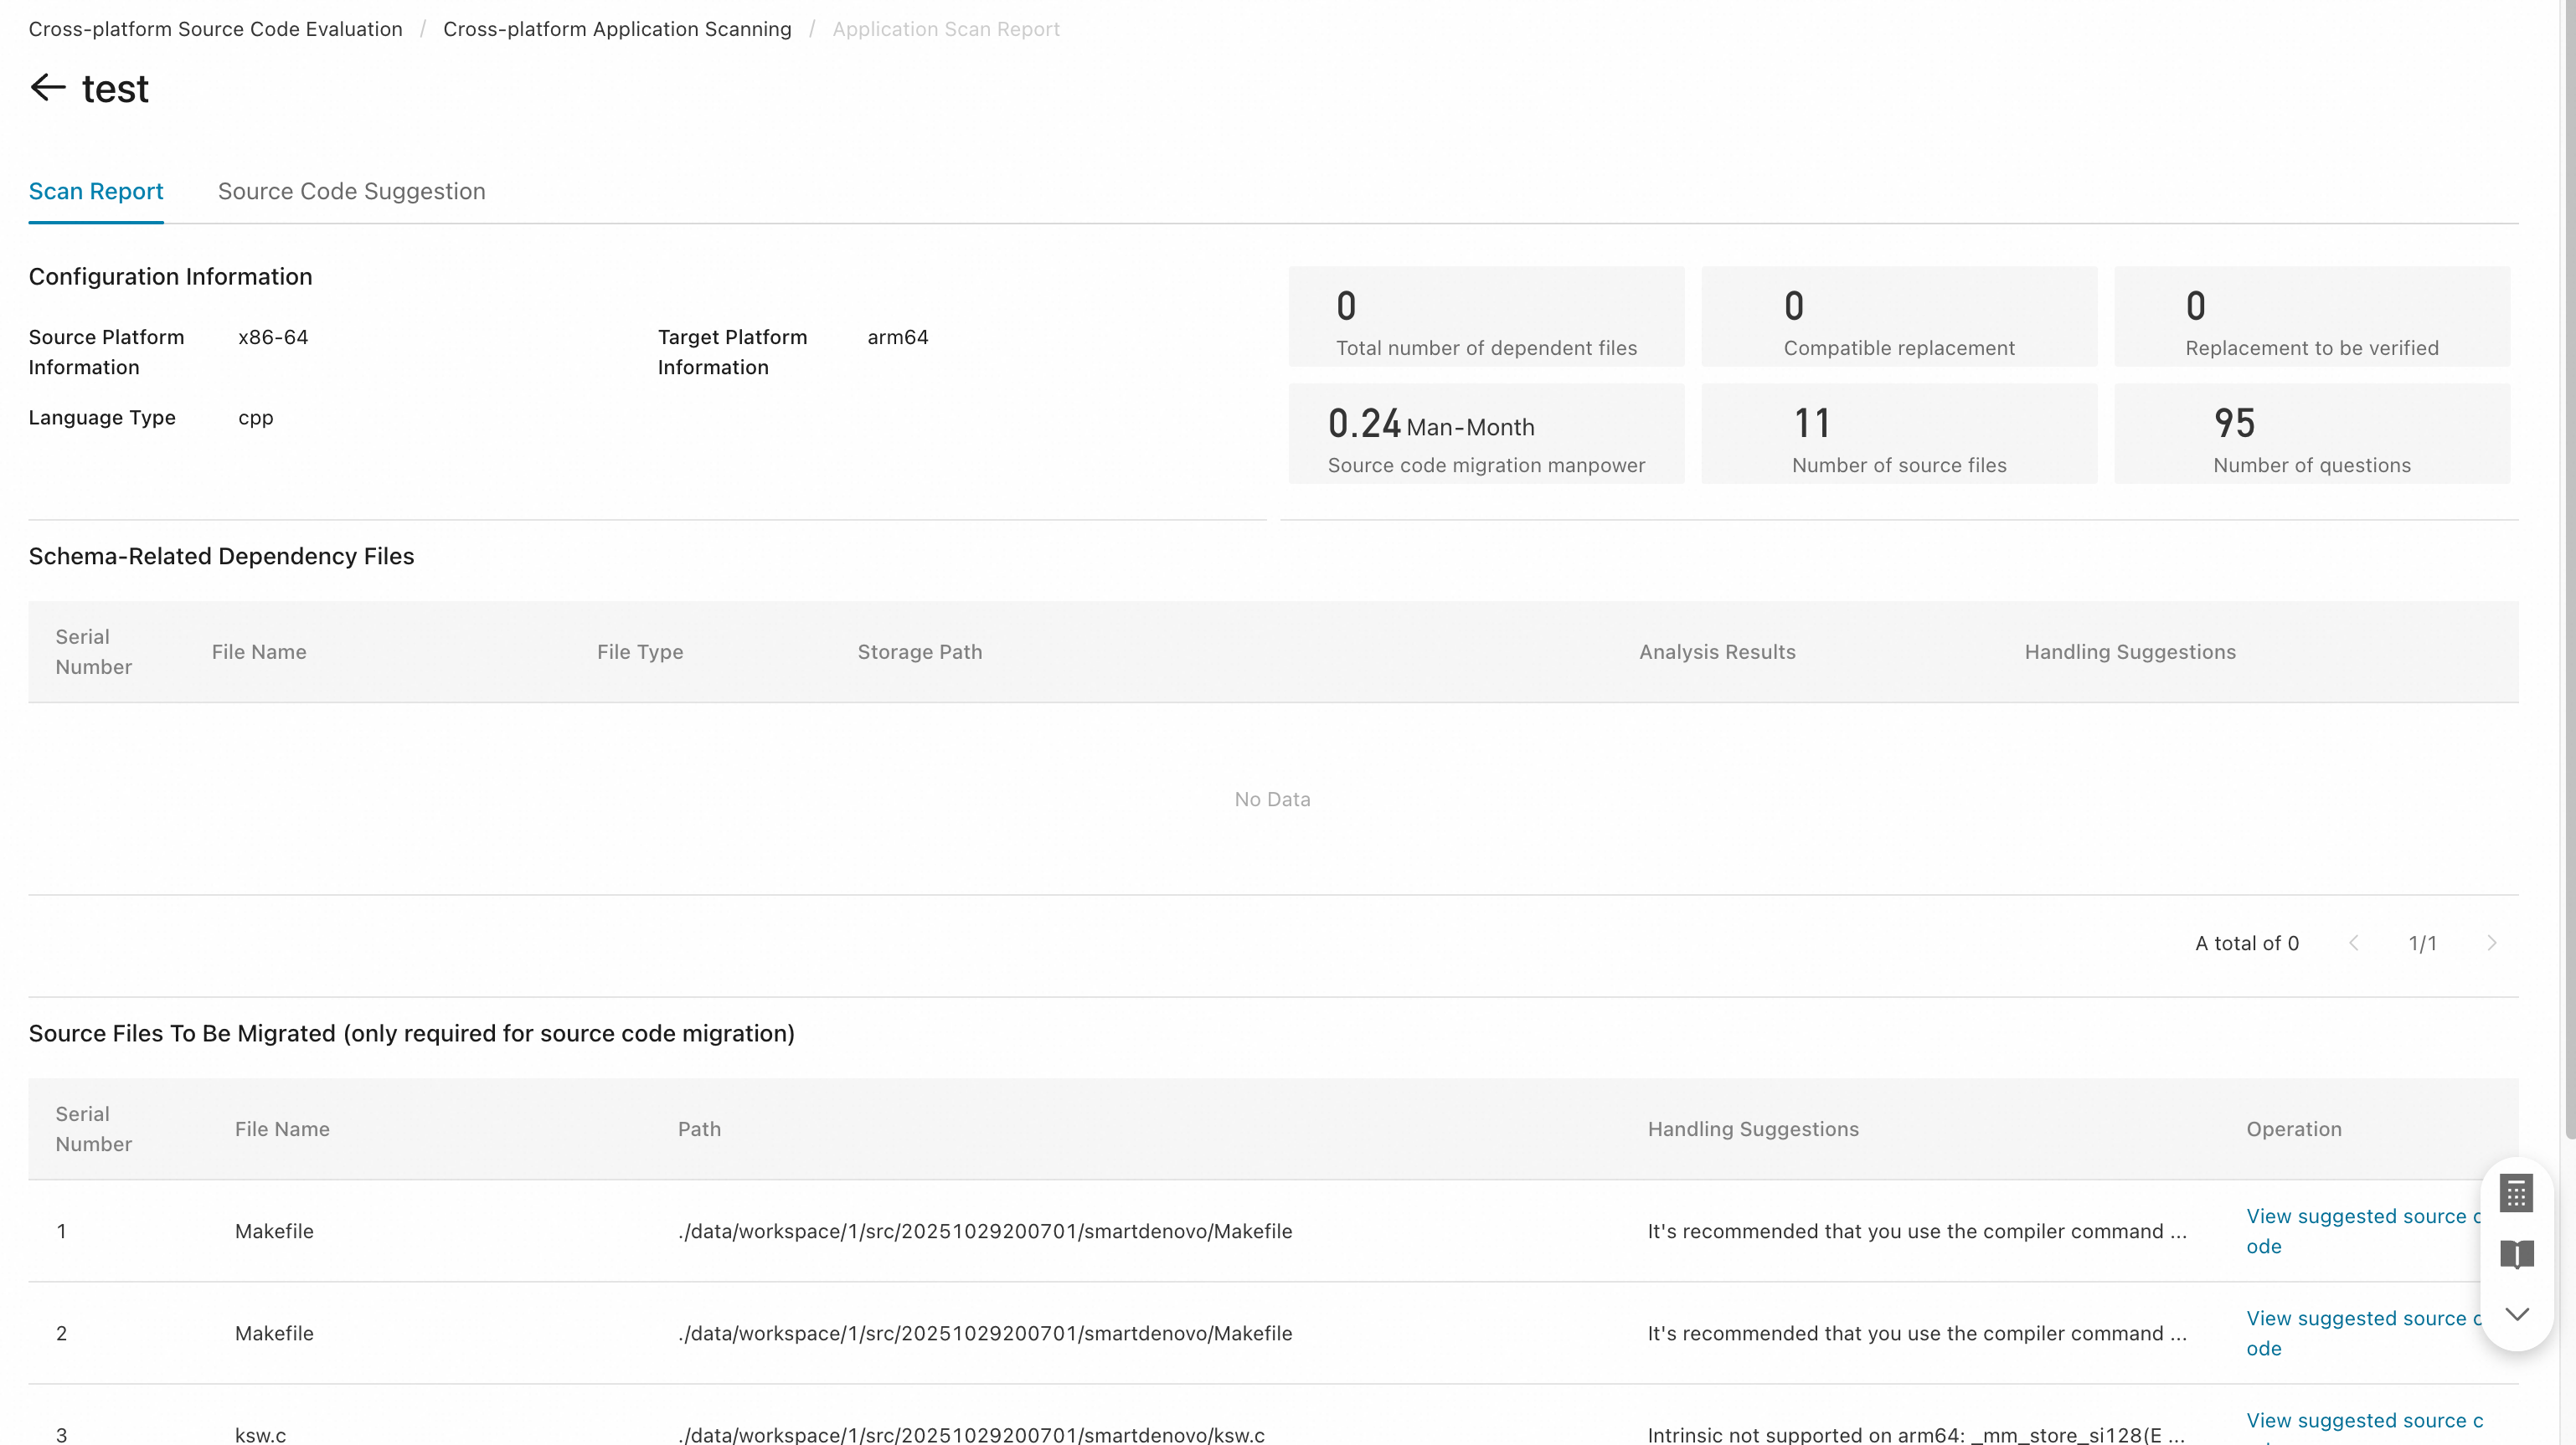 Cross-platform Source Code Evaluation / Cross-platform Application Scanning / Application Scan Report
← test
Scan Report Source Code Suggestion
Configuration Information
Source Platform Information x86-64 Target Platform Information arm64
Language Type cpp
0
Total number of dependent files
0
Compatible replacement
0
Replacement to be verified
0.24 Man-Month
Source code migration manpower
11
Number of source files
95
Number of questions
Schema-Related Dependency Files
Serial Number File Name File Type Storage Path Analysis Results Handling Suggestions
No Data
A total of 0 1/1
Source Files To Be Migrated (only required for source code migration)
Serial Number File Name Path Handling Suggestions Operation
1 Makefile ./data/workspace/1/src/20251029200701/smartdenovo/Makefile It's recommended that you use the compiler command ... View suggested source c
ode
2 Makefile ./data/workspace/1/src/20251029200701/smartdenovo/Makefile It's recommended that you use the compiler command ... View suggested source c
ode
3 ksw.c ./data/workspace/1/src/20251029200701/smartdenovo/ksw.c Intrinsic not supported on arm64: _mm_store_si128(E ... View suggested source c